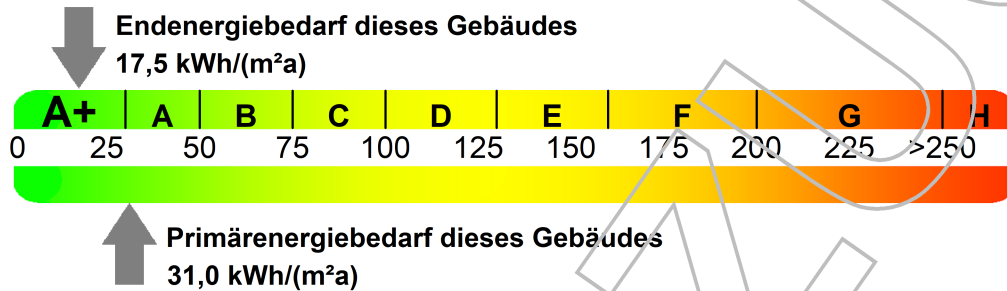 Endenergiebedarf dieses Gebäudes
17,5 kWh/(m²a)
A+ A B C D E F G H
0 25 50 75 100 125 150 175 200 225 >250
Primärenergiebedarf dieses Gebäudes
31,0 kWh/(m²a)